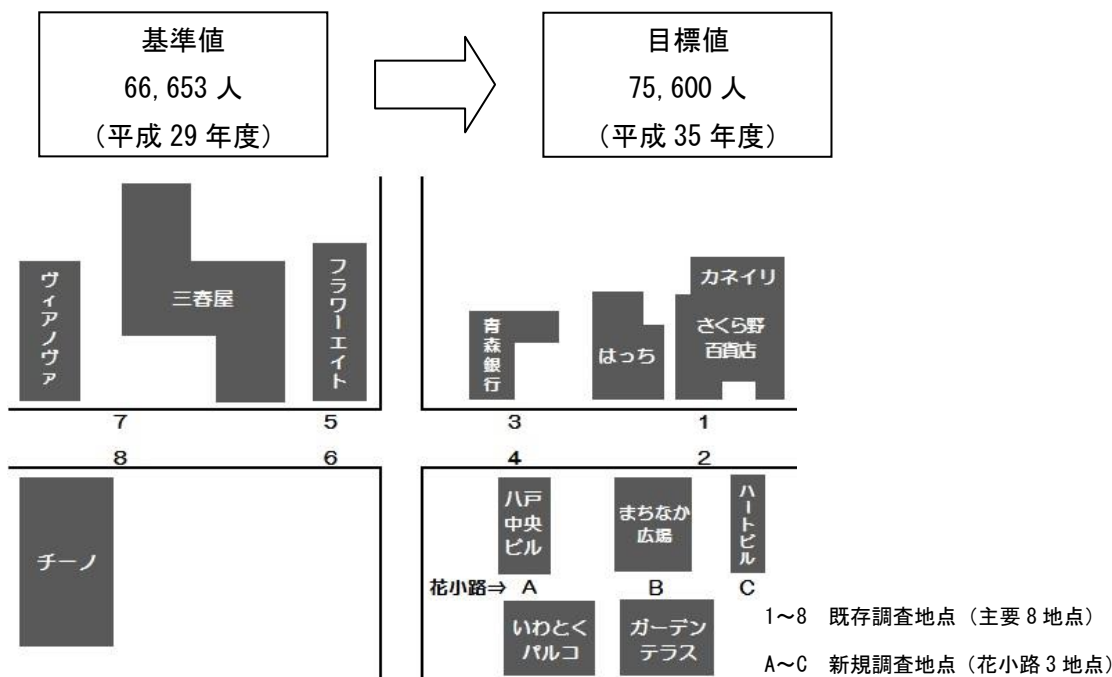 基準値
66,653 人
（平成 29 年度）
目標値
75,600 人
（平成 35 年度）
ヴィアノヴァ
三春屋
フラワーエイト
青森銀行
はっち
カネイリ
さくら野
百貨店
7
5
3
1
8
6
4
2
チーノ
八戸
中央
ビル
まちなか
広場
ハートビル
花小路⇒ A
B
C
いわとく
パルコ
ガーデン
テラス
1～8 既存調査地点（主要 8 地点）
A～C 新規調査地点（花小路 3 地点）